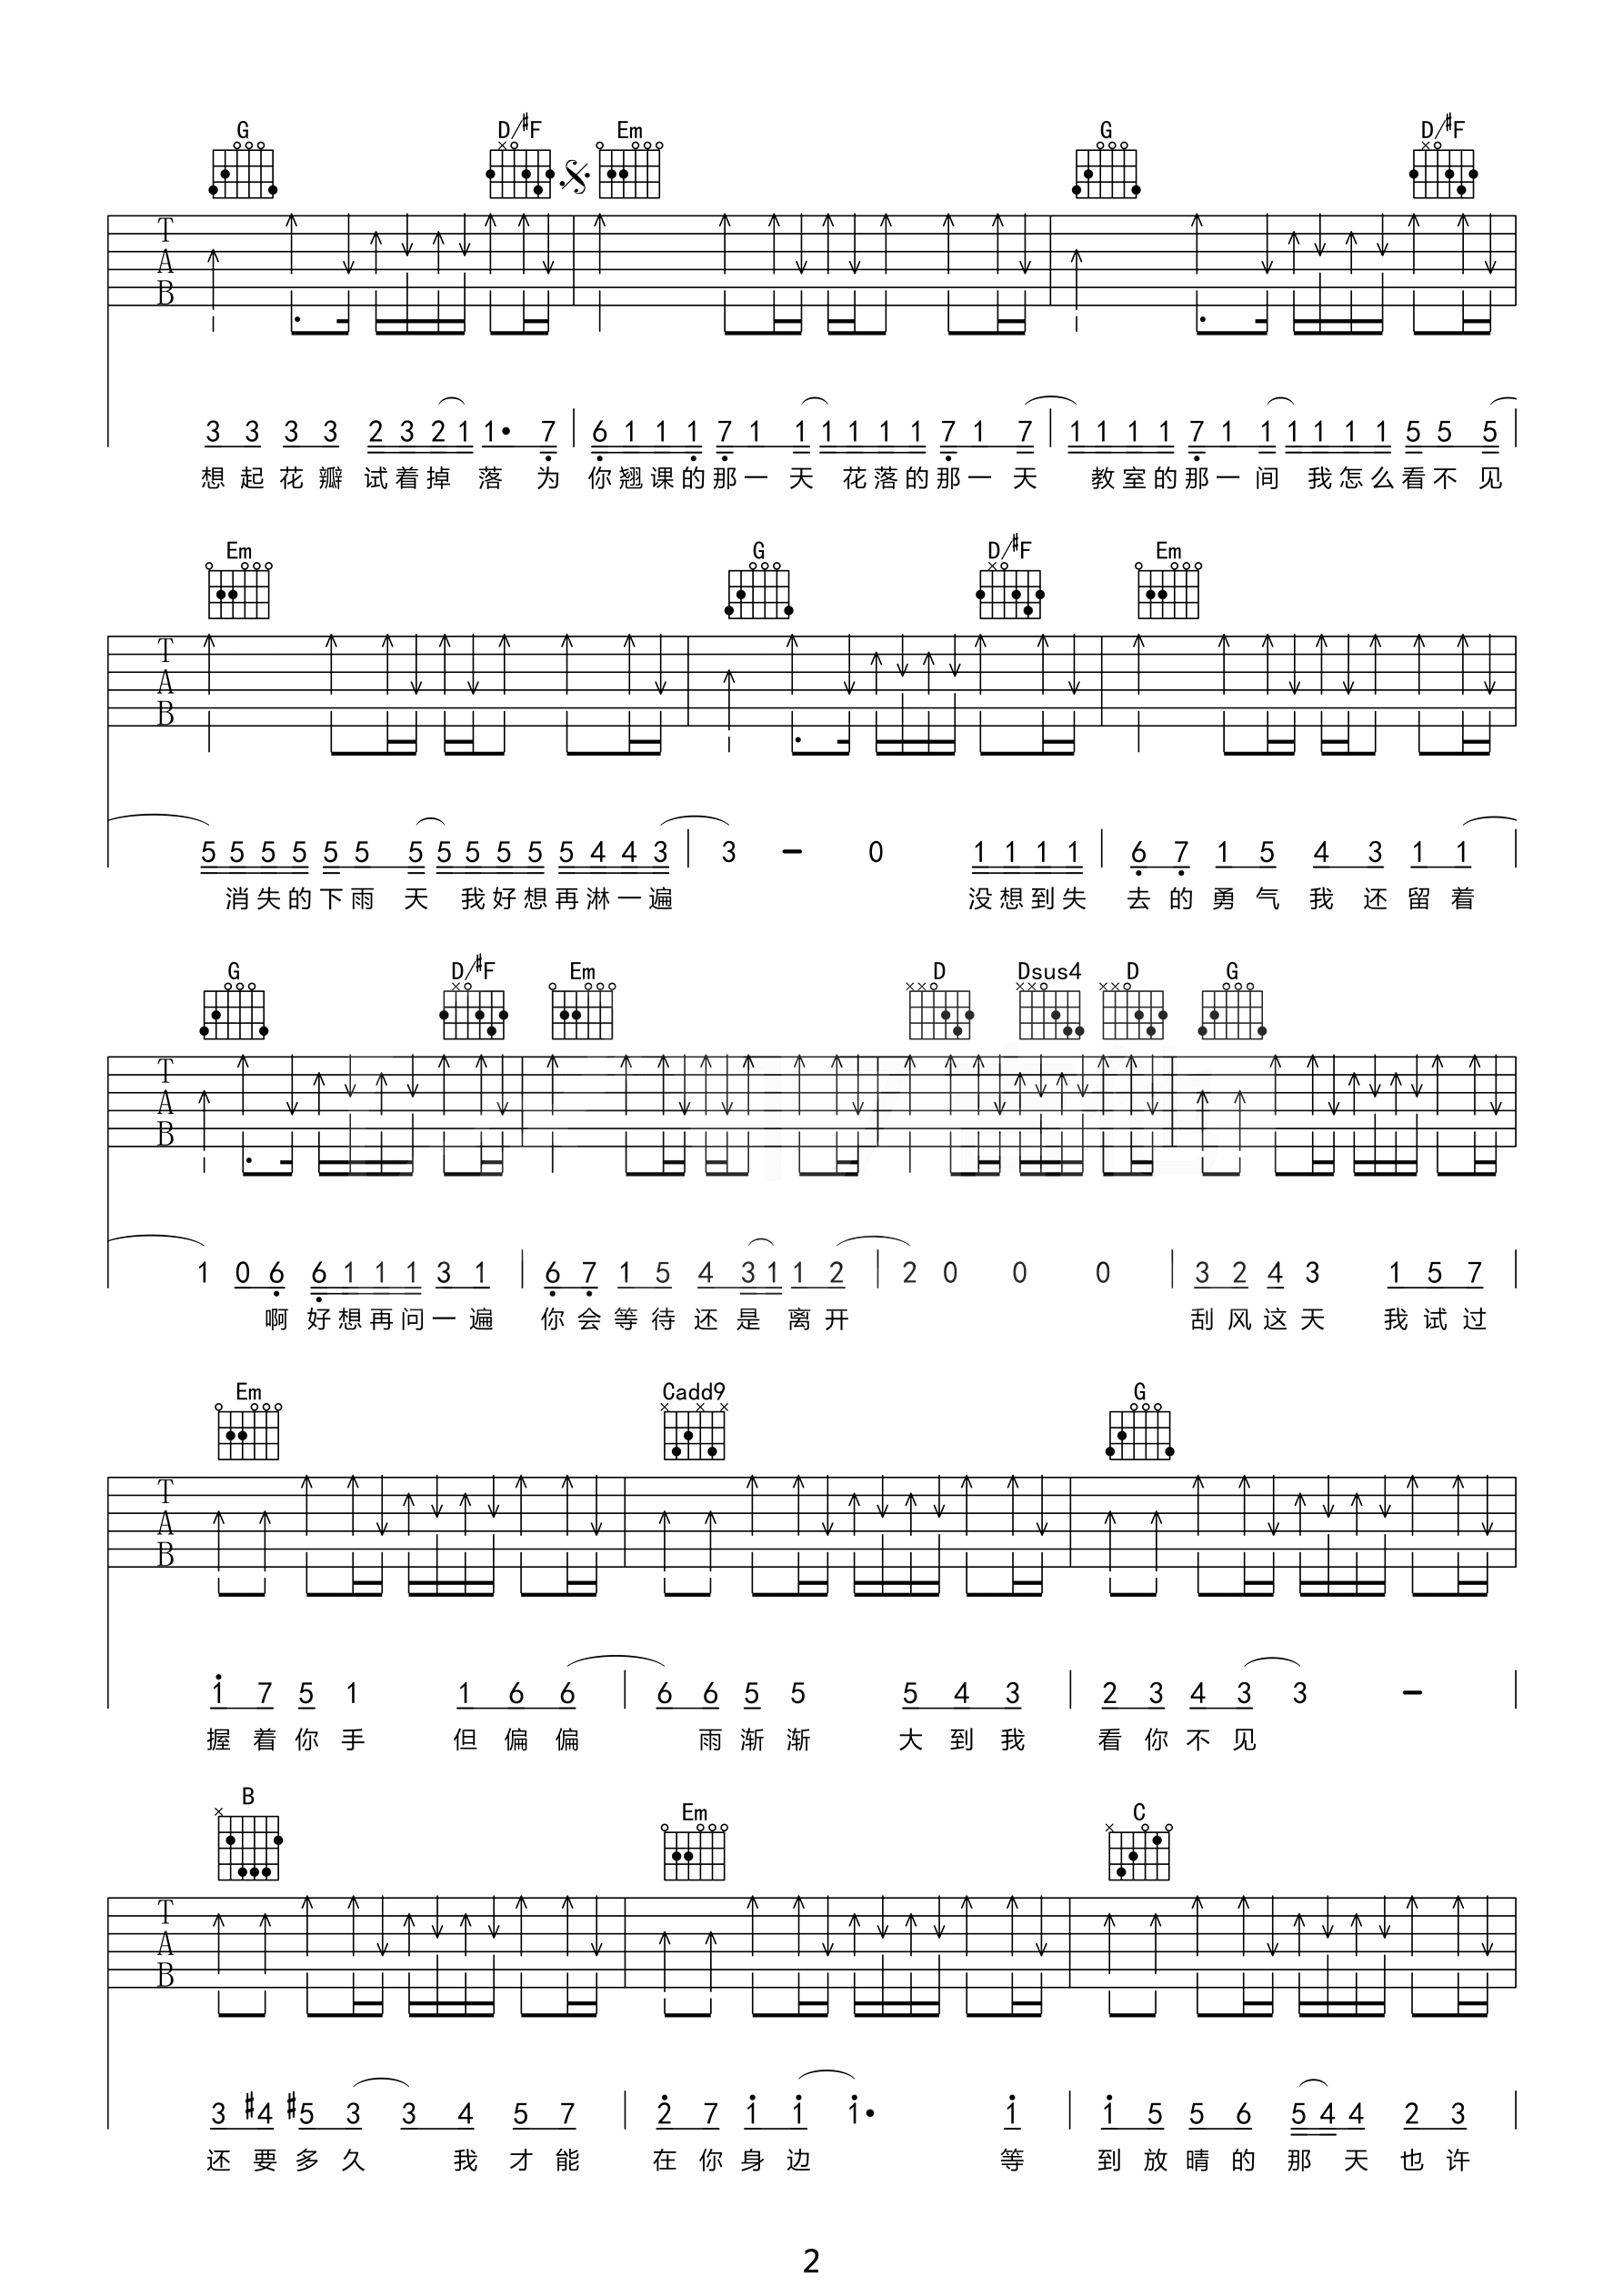 G D/#F Em G D/#F
T A B
3 3 3 3 2 3 2 1 1· 7 | 6 1 1 1 7 1 1 1 1 1 1 7 1 7 | 1 1 1 1 7 1 1 1 1 1 1 5 5 5 |
想起花瓣试着掉落 为你翘课的那一天 花落的那一天 教室的那一间 我怎么看不见
Em G D/#F Em
T A B
5 5 5 5 5 5 5 5 5 5 5 5 4 4 3 | 3 - 0 1 1 1 1 | 6 7 1 5 4 3 1 1 |
消失的下雨天 我好想再淋一遍 没想到失去的勇气我还留着
G D/#F Em D Dsus4 D G
T A B
1 0 6 6 1 1 1 3 1 | 6 7 1 5 4 3 1 1 2 | 2 0 0 0 | 3 2 4 3 1 5 7 |
啊 好想再问一遍 你会等待还是离开 刮风这天 我试过
Em Cadd9 G
T A B
1 7 5 1 1 6 6 | 6 6 5 5 5 4 3 | 2 3 4 3 3 - |
握着你手 但偏偏 雨渐渐 大到我看你不见
B Em C
T A B
3 #4 #5 3 3 4 5 7 | 2 7 1 1 1· 1 | 1 5 5 6 5 4 4 2 3 |
还要多久 我才能在你身边 等到放晴的那天也许
2